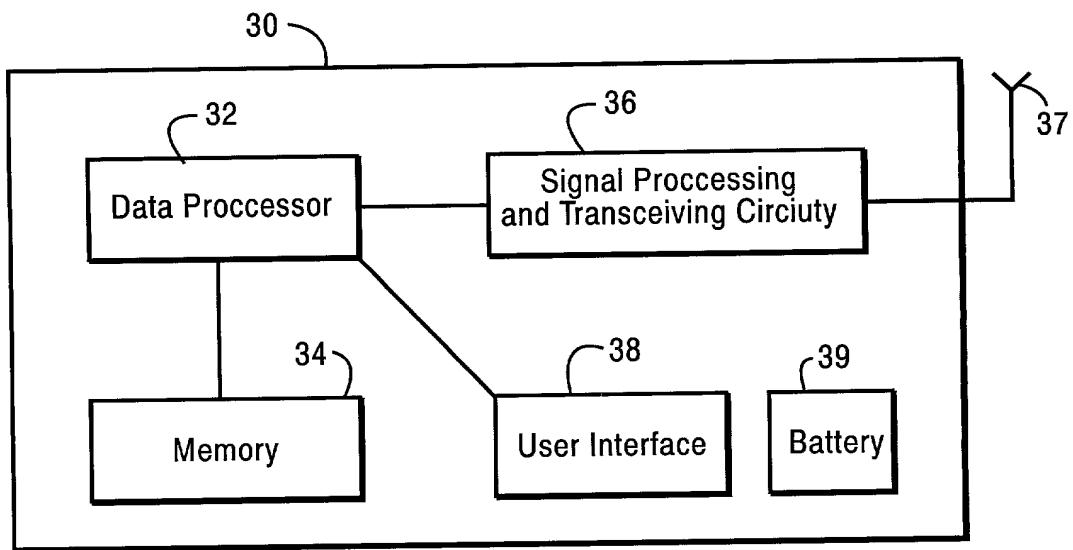 30
32
36
37
Data Proccessor
Signal Proccessing
and Transceiving Circiuty
34
38
39
Memory
User Interface
Battery